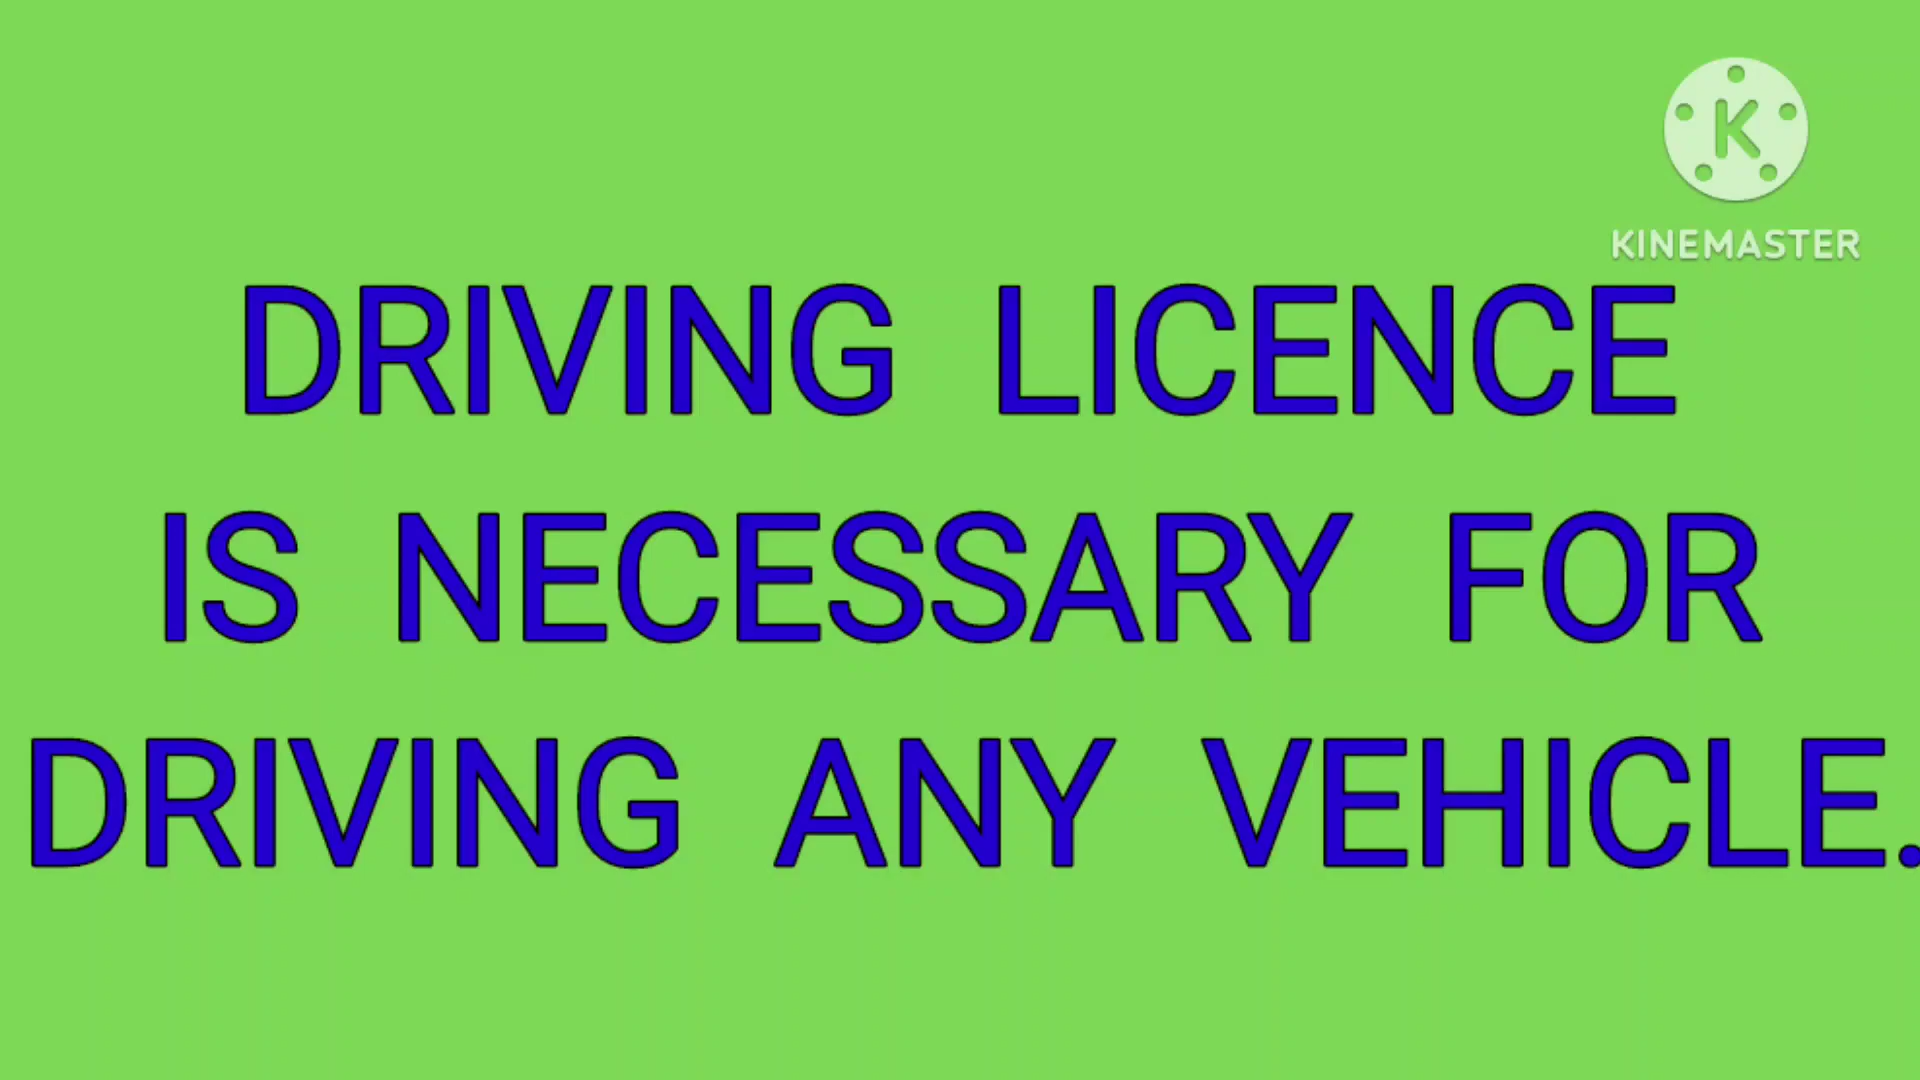 K
KINEMASTER
DRIVING LICENCE
IS NECESSARY FOR
DRIVING ANY VEHICLE.